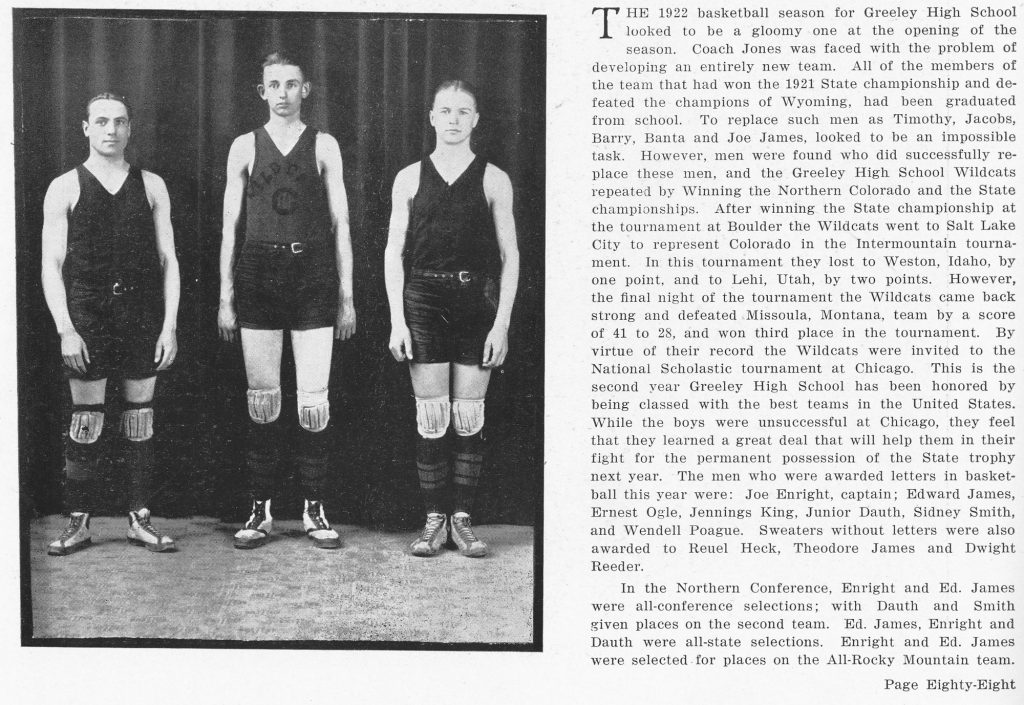 THE 1922 basketball season for Greeley High School
looked to be a gloomy one at the opening of the
season. Coach Jones was faced with the problem of
developing an entirely new team. All of the members of
the team that had won the 1921 State championship and de-
feated the champions of Wyoming, had been graduated
from school. To replace such men as Timothy, Jacobs,
Barry, Banta and Joe James, looked to be an impossible
task. However, men were found who did successfully re-
place these men, and the Greeley High School Wildcats
repeated by Winning the Northern Colorado and the State
championships. After winning the State championship at
the tournament at Boulder the Wildcats went to Salt Lake
City to represent Colorado in the Intermountain tourna-
ment. In this tournament they lost to Weston, Idaho, by
one point, and to Lehi, Utah, by two points. However,
the final night of the tournament the Wildcats came back
strong and defeated Missoula, Montana, team by a score
of 41 to 28, and won third place in the tournament. By
virtue of their record the Wildcats were invited to the
National Scholastic tournament at Chicago. This is the
second year Greeley High School has been honored by
being classed with the best teams in the United States.
While the boys were unsuccessful at Chicago, they feel
that they learned a great deal that will help them in their
fight for the permanent possession of the State trophy
next year. The men who were awarded letters in basket-
ball this year were: Joe Enright, captain; Edward James,
Ernest Ogle, Jennings King, Junior Dauth, Sidney Smith,
and Wendell Poague. Sweaters without letters were also
awarded to Reuel Heck, Theodore James and Dwight
Reeder.
In the Northern Conference, Enright and Ed. James
were all-conference selections; with Dauth and Smith
given places on the second team. Ed. James, Enright and
Dauth were all-state selections. Enright and Ed. James
were selected for places on the All-Rocky Mountain team.
Page Eighty-Eight